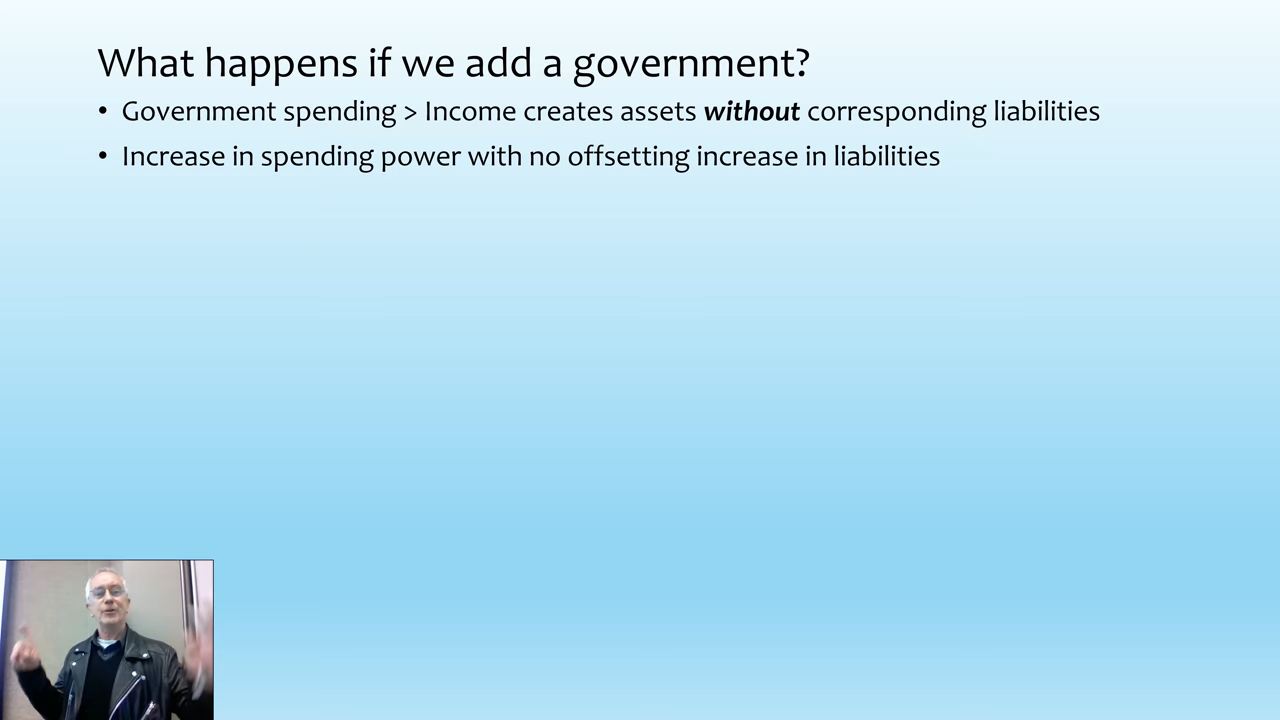 What happens if we add a government?
• Government spending > Income creates assets without corresponding liabilities
• Increase in spending power with no offsetting increase in liabilities